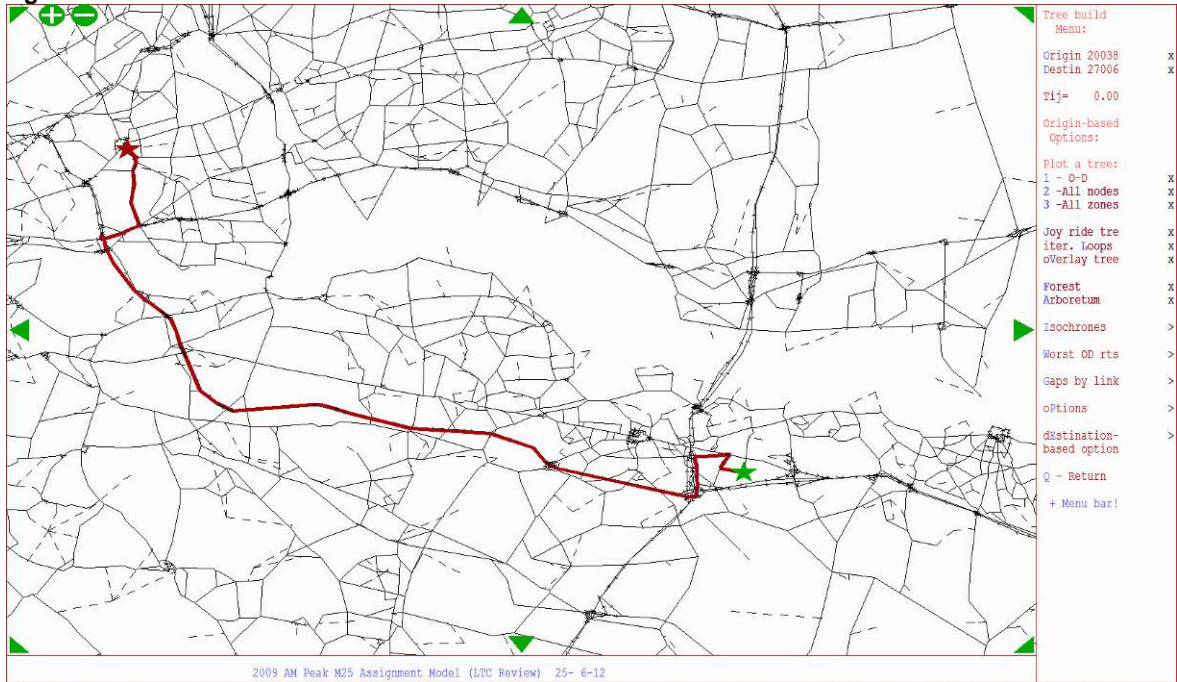 Tree build
Menu:
Origin 20038 x
Destin 27006 x
Tij= 0.00
Origin-based
Options:
Plot a tree:
1 - O-D x
2 -All nodes x
3 -All zones x
Joy ride tre x
iter. Loops x
oVerlay tree x
Forest x
Arboretum x
Isochrones >
Worst OD rts >
Gaps by link >
oPtions >
dEstination- >
based option
Q - Return
+ Menu bar!
2009 AM Peak M25 Assignment Model (LTC Review) 25- 6-12